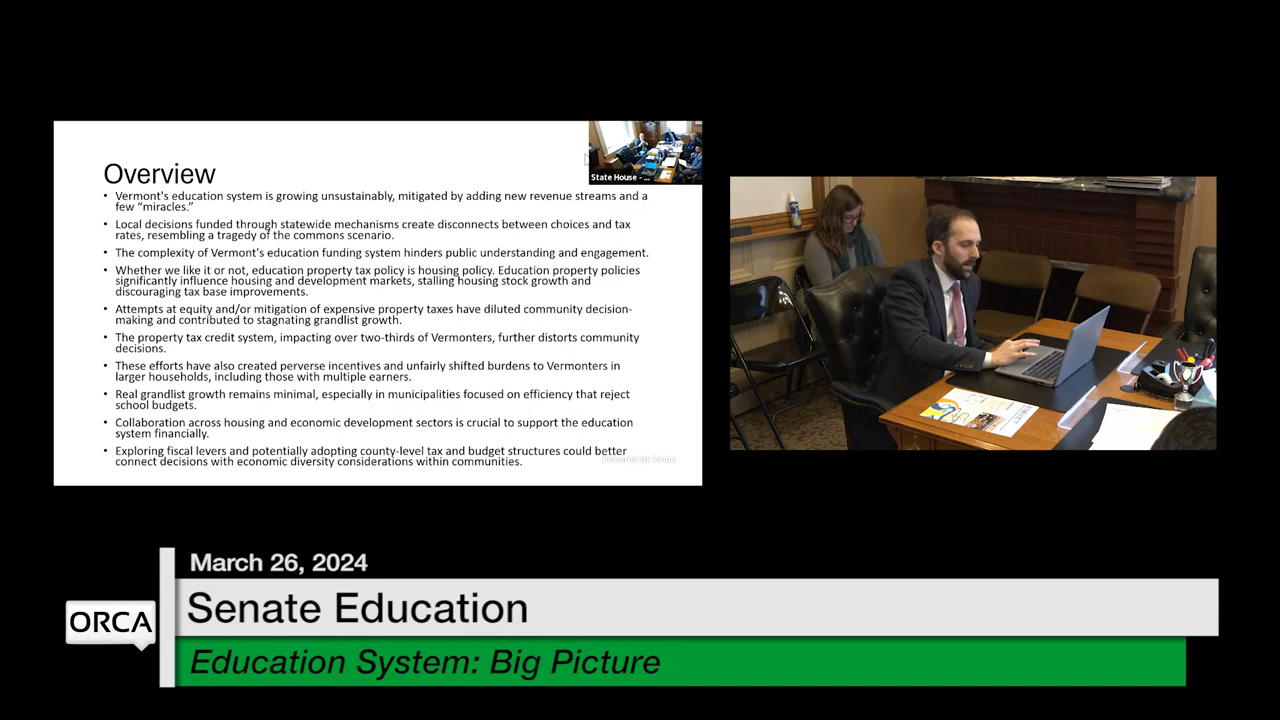 Overview
• Vermont's education system is growing unsustainably, mitigated by adding new revenue streams and a
few “miracles.”
• Local decisions funded through statewide mechanisms create disconnects between choices and tax
rates, resembling a tragedy of the commons scenario.
• The complexity of Vermont's education funding system hinders public understanding and engagement.
• Whether we like it or not, education property tax policy is housing policy. Education property policies
significantly influence housing and development markets, stalling housing stock growth and
discouraging tax base improvements.
• Attempts at equity and/or mitigation of expensive property taxes have diluted community decision-
making and contributed to stagnating grandlist growth.
• The property tax credit system, impacting over two-thirds of Vermonters, further distorts community
decisions.
• These efforts have also created perverse incentives and unfairly shifted burdens to Vermonters in
larger households, including those with multiple earners.
• Real grandlist growth remains minimal, especially in municipalities focused on efficiency that reject
school budgets.
• Collaboration across housing and economic development sectors is crucial to support the education
system financially.
• Exploring fiscal levers and potentially adopting county-level tax and budget structures could better
connect decisions with economic diversity considerations within communities.
State House - ...
Powered by Zoom
March 26, 2024
ORCA
Senate Education
Education System: Big Picture